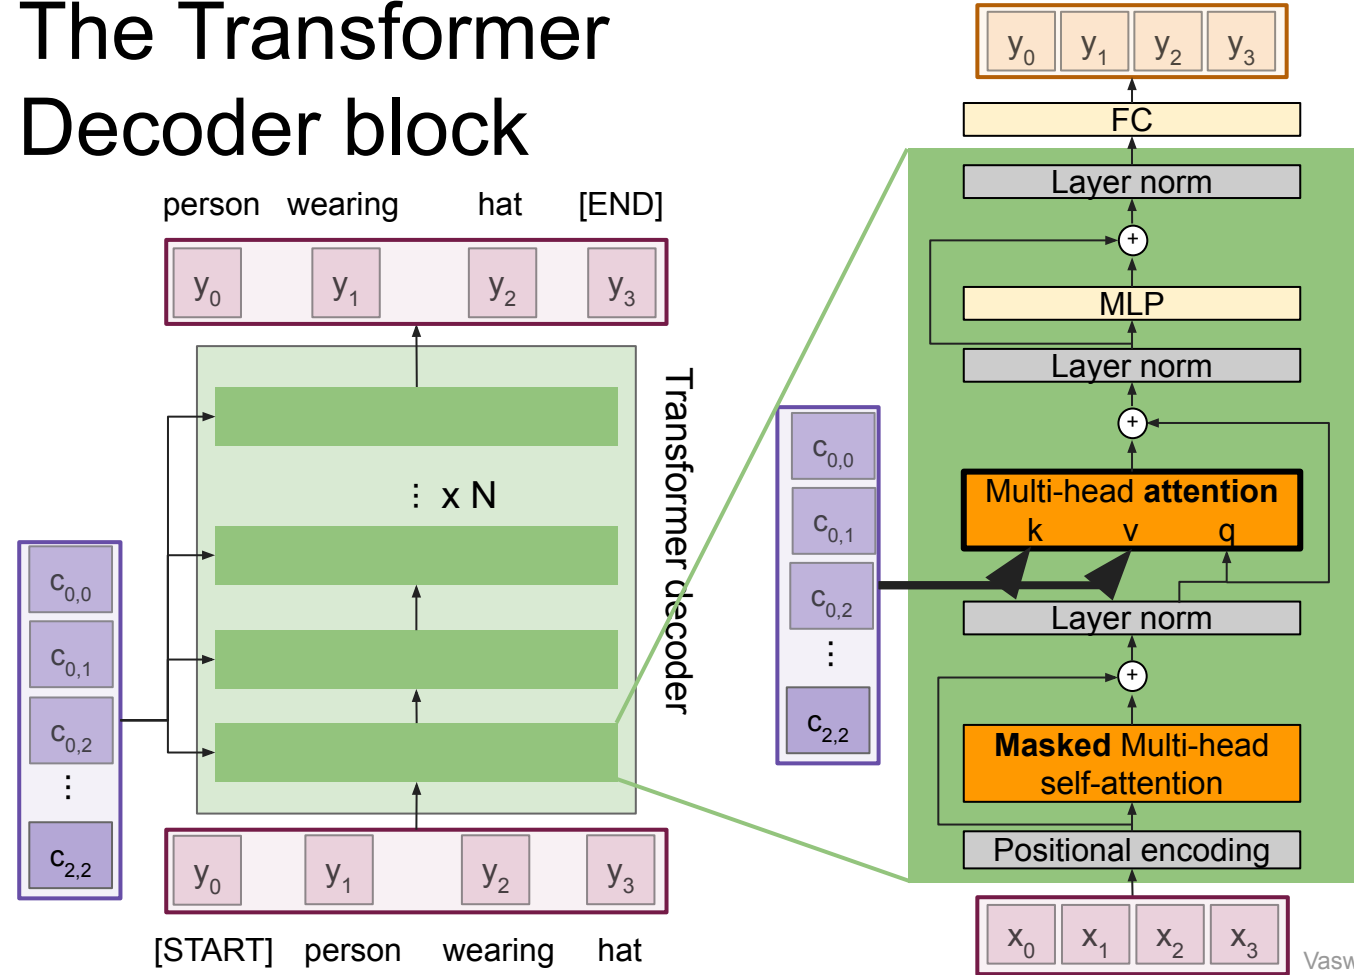 The Transformer
Decoder block
person wearing hat [END]
y0 y1 y2 y3
Transformer decoder
⋮ x N
c0,0
c0,1
c0,2
⋮
c2,2
y0 y1 y2 y3
[START] person wearing hat
y0 y1 y2 y3
FC
Layer norm
+
MLP
Layer norm
+
Multi-head attention
k v q
c0,0
c0,1
c0,2
⋮
c2,2
Layer norm
+
Masked Multi-head
self-attention
Positional encoding
x0 x1 x2 x3
Vasw